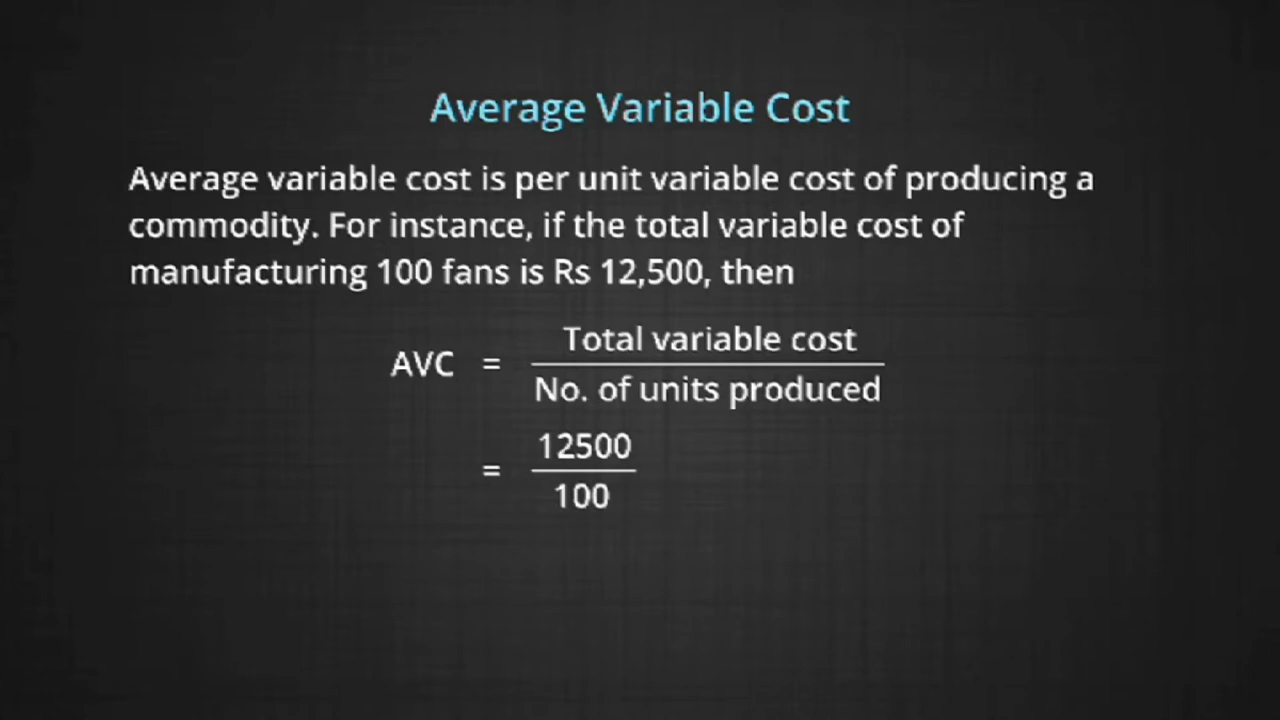 Average Variable Cost
Average variable cost is per unit variable cost of producing a
commodity. For instance, if the total variable cost of
manufacturing 100 fans is Rs 12,500, then
Total variable cost
AVC =
No. of units produced
12500
=
100